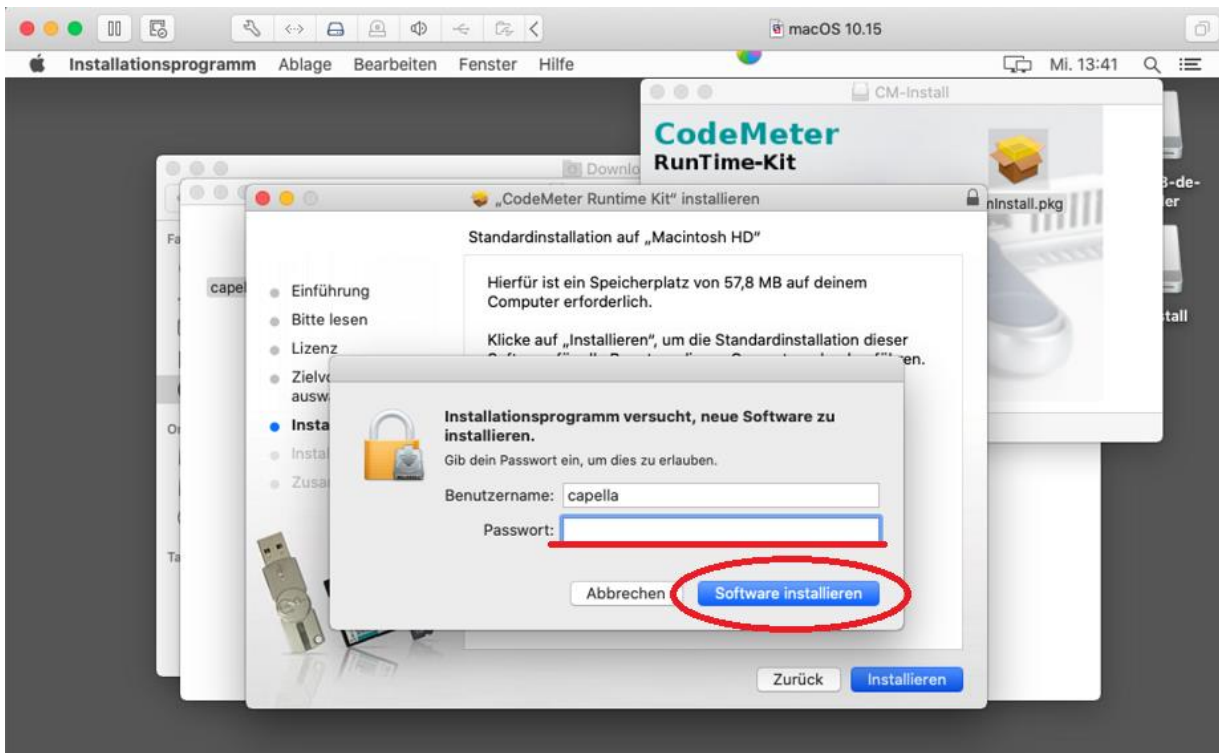 macOS 10.15
Installationsprogramm Ablage Bearbeiten Fenster Hilfe Mi. 13:41
CM-Install
CodeMeter
RunTime-Kit
„CodeMeter Runtime Kit“ installieren
Standardinstallation auf „Macintosh HD“
Hierfür ist ein Speicherplatz von 57,8 MB auf deinem
Computer erforderlich.
Klicke auf „Installieren“, um die Standardinstallation dieser
Einführung
Bitte lesen
Lizenz
Installationsprogramm versucht, neue Software zu
installieren.
Gib dein Passwort ein, um dies zu erlauben.
Benutzername: capella
Passwort:
Abbrechen Software installieren
Zurück Installieren